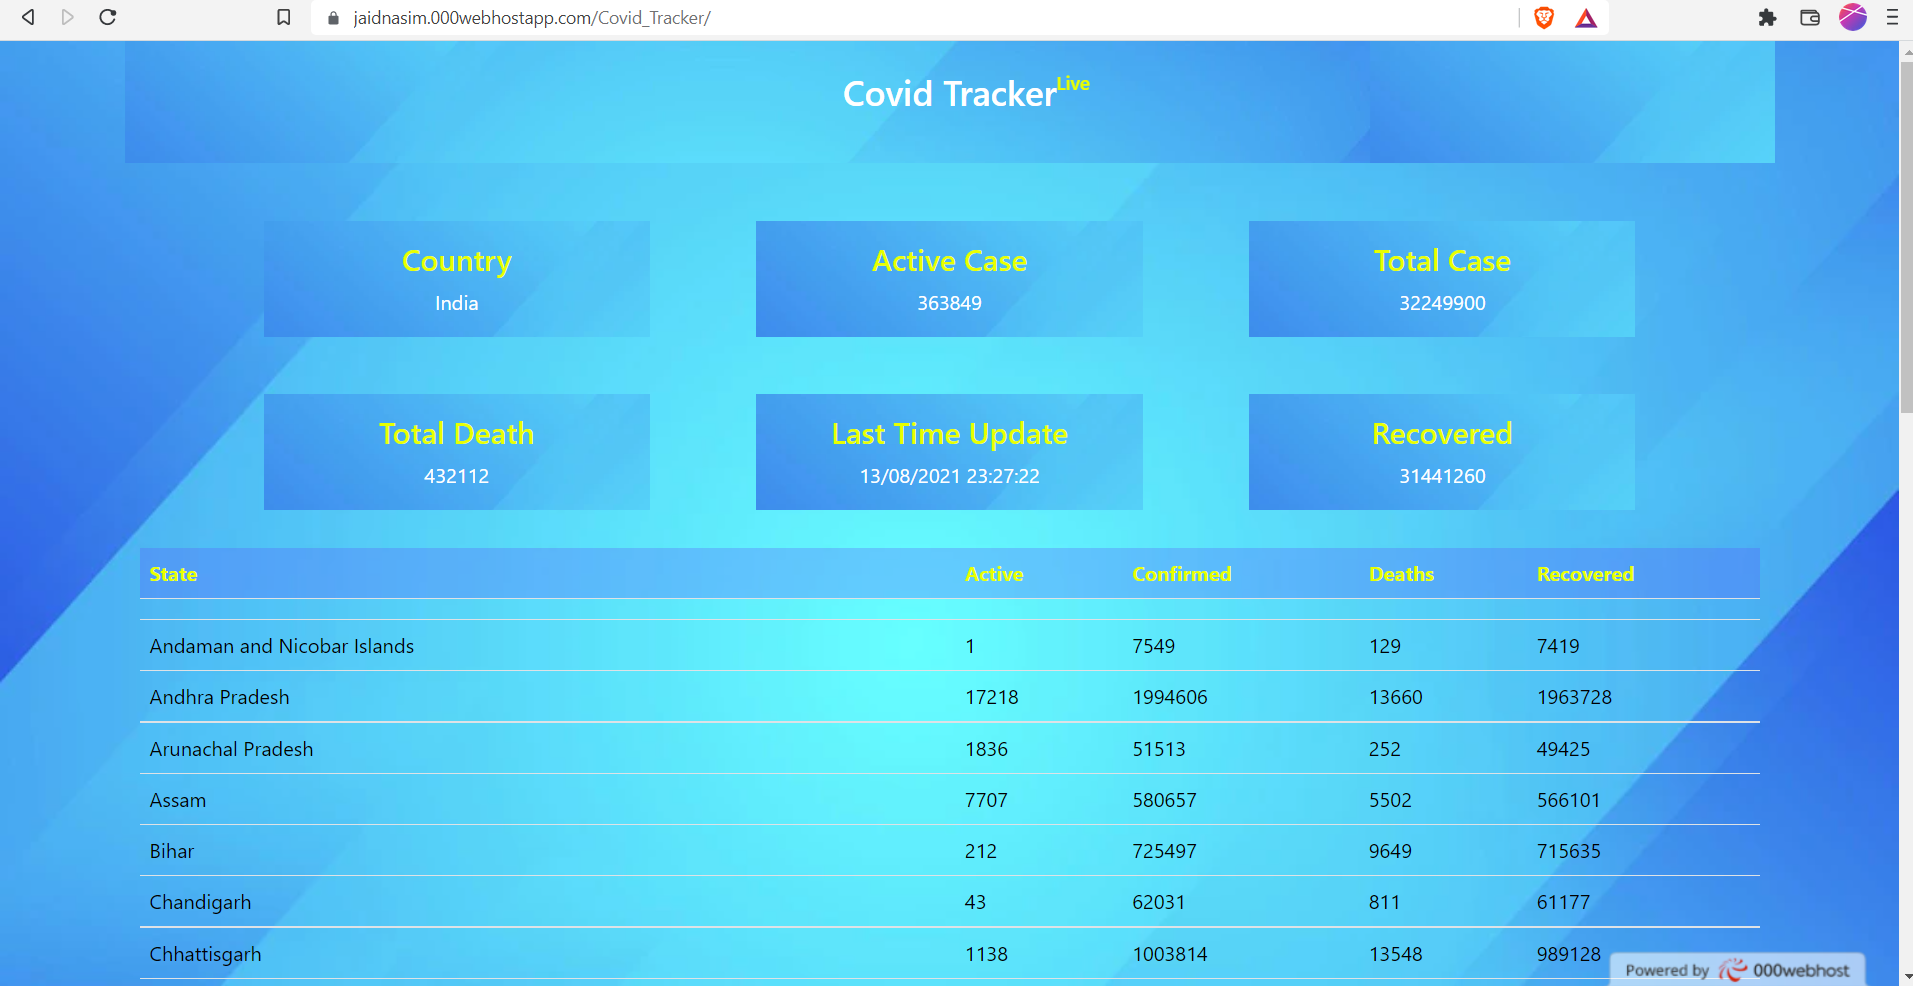 jaidnasim.000webhostapp.com/Covid_Tracker/
Covid Tracker Live
Country Active Case Total Case
India 363849 32249900
Total Death Last Time Update Recovered
432112 13/08/2021 23:27:22 31441260
State Active Confirmed Deaths Recovered
Andaman and Nicobar Islands 1 7549 129 7419
Andhra Pradesh 17218 1994606 13660 1963728
Arunachal Pradesh 1836 51513 252 49425
Assam 7707 580657 5502 566101
Bihar 212 725497 9649 715635
Chandigarh 43 62031 811 61177
Chhattisgarh 1138 1003814 13548 989128
Powered by 000webhost